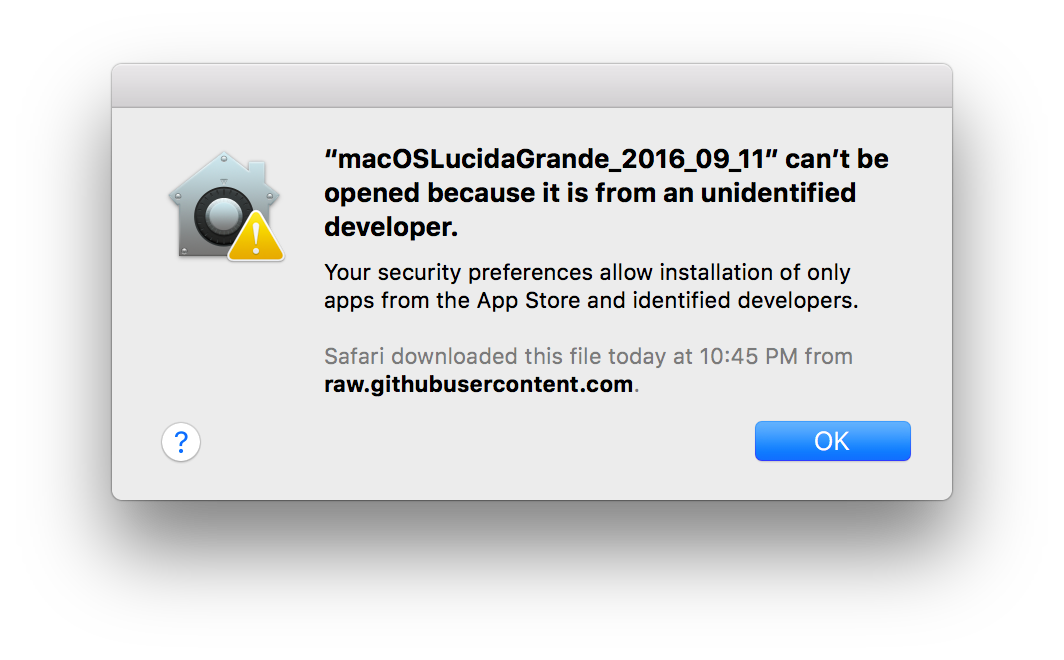 “macOSLucidaGrande_2016_09_11” can’t be
opened because it is from an unidentified
developer.
Your security preferences allow installation of only
apps from the App Store and identified developers.
Safari downloaded this file today at 10:45 PM from
raw.githubusercontent.com.
?
OK